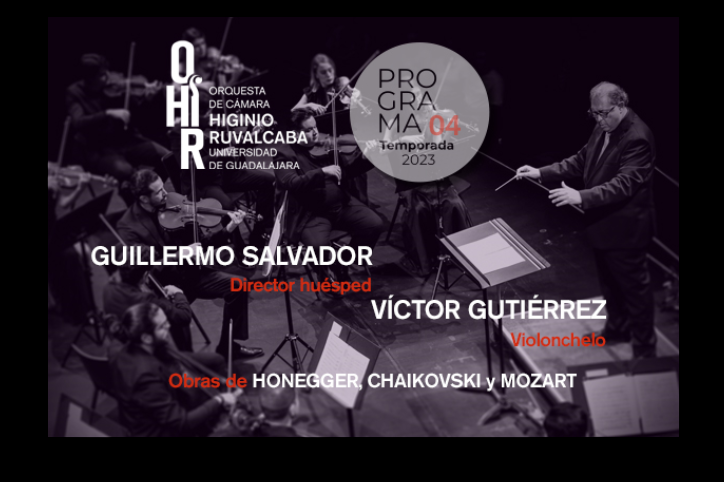 OHIR
ORQUESTA
DE CÁMARA
HIGINIO
RUVALCABA
UNIVERSIDAD
DE GUADALAJARA
PRO
GRA
MA 04
Temporada
2023
GUILLERMO SALVADOR
Director huésped
VÍCTOR GUTIÉRREZ
Violonchelo
Obras de HONEGGER, CHAIKOVSKI y MOZART